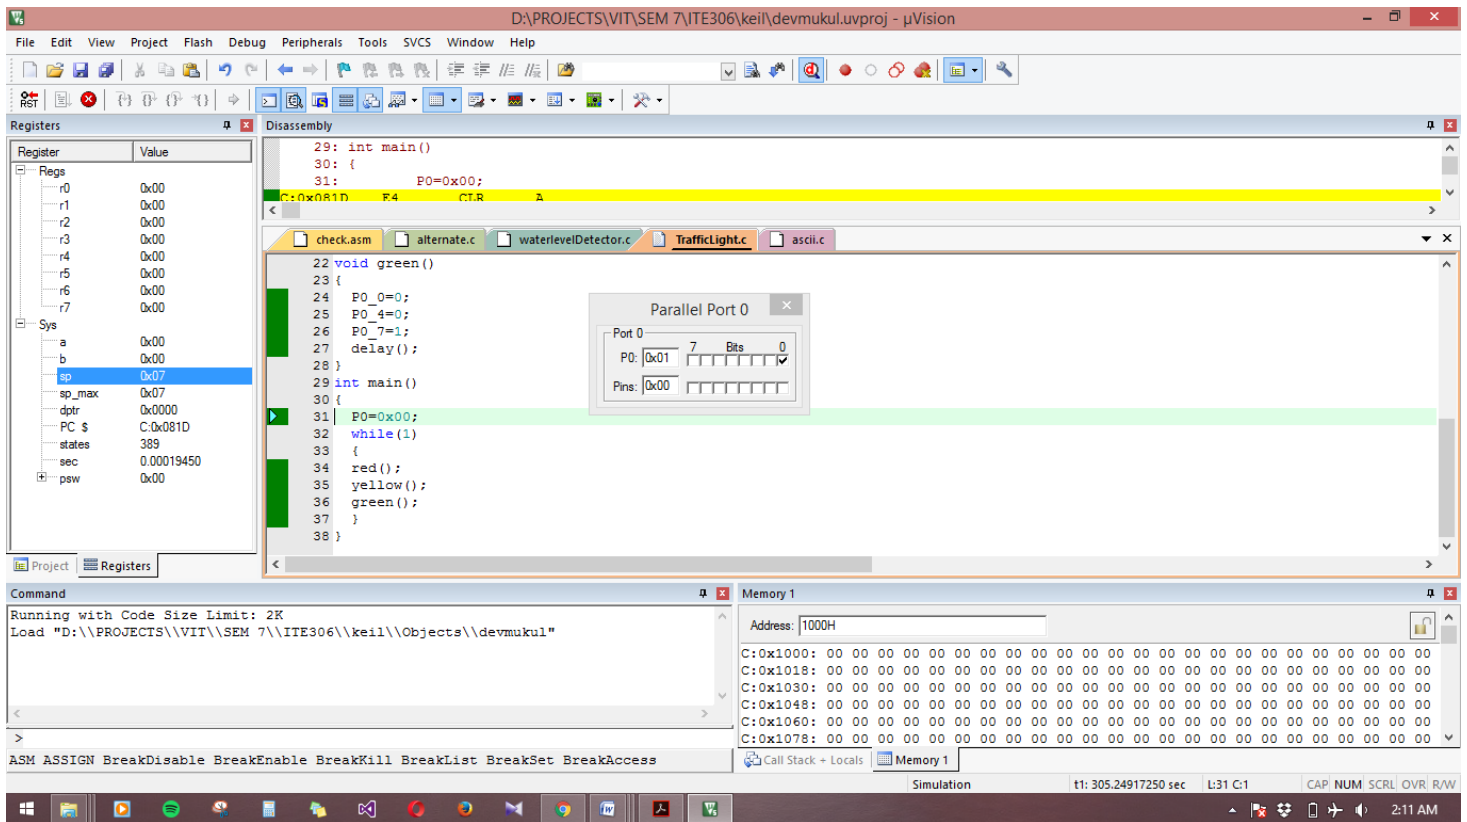 D:\PROJECTS\VIT\SEM 7\ITE306\keil\devmukul.uvproj - µVision
File Edit View Project Flash Debug Peripherals Tools SVCS Window Help
RST
Registers
Register Value
Regs
r0 0x00
r1 0x00
r2 0x00
r3 0x00
r4 0x00
r5 0x00
r6 0x00
r7 0x00
Sys
a 0x00
b 0x00
sp 0x07
sp_max 0x07
dptr 0x0000
PC $ C:0x081D
states 389
sec 0.00019450
psw 0x00
Project Registers
Disassembly
29: int main()
30: {
31: P0=0x00;
C:0x081D E4 CLR A
check.asm alternate.c waterlevelDetector.c TrafficLight.c ascii.c
22 void green()
23 {
24 P0_0=0;
25 P0_4=0;
26 P0_7=1;
27 delay();
28 }
29 int main()
30 {
31 P0=0x00;
32 while(1)
33 {
34 red();
35 yellow();
36 green();
37 }
38 }
Parallel Port 0
Port 0
7 Bits 0
P0: 0x01
Pins: 0x00
Command
Running with Code Size Limit: 2K
Load "D:\\PROJECTS\\VIT\\SEM 7\\ITE306\\keil\\Objects\\devmukul"
>
ASM ASSIGN BreakDisable BreakEnable BreakKill BreakList BreakSet BreakAccess
Memory 1
Address: 1000H
C:0x1000: 00 00 00 00 00 00 00 00 00 00 00 00 00 00 00 00 00 00 00 00 00 00 00 00
C:0x1018: 00 00 00 00 00 00 00 00 00 00 00 00 00 00 00 00 00 00 00 00 00 00 00 00
C:0x1030: 00 00 00 00 00 00 00 00 00 00 00 00 00 00 00 00 00 00 00 00 00 00 00 00
C:0x1048: 00 00 00 00 00 00 00 00 00 00 00 00 00 00 00 00 00 00 00 00 00 00 00 00
C:0x1060: 00 00 00 00 00 00 00 00 00 00 00 00 00 00 00 00 00 00 00 00 00 00 00 00
C:0x1078: 00 00 00 00 00 00 00 00 00 00 00 00 00 00 00 00 00 00 00 00 00 00 00 00
Call Stack + Locals Memory 1
Simulation t1: 305.24917250 sec L:31 C:1 CAP NUM SCRL OVR R/W
2:11 AM